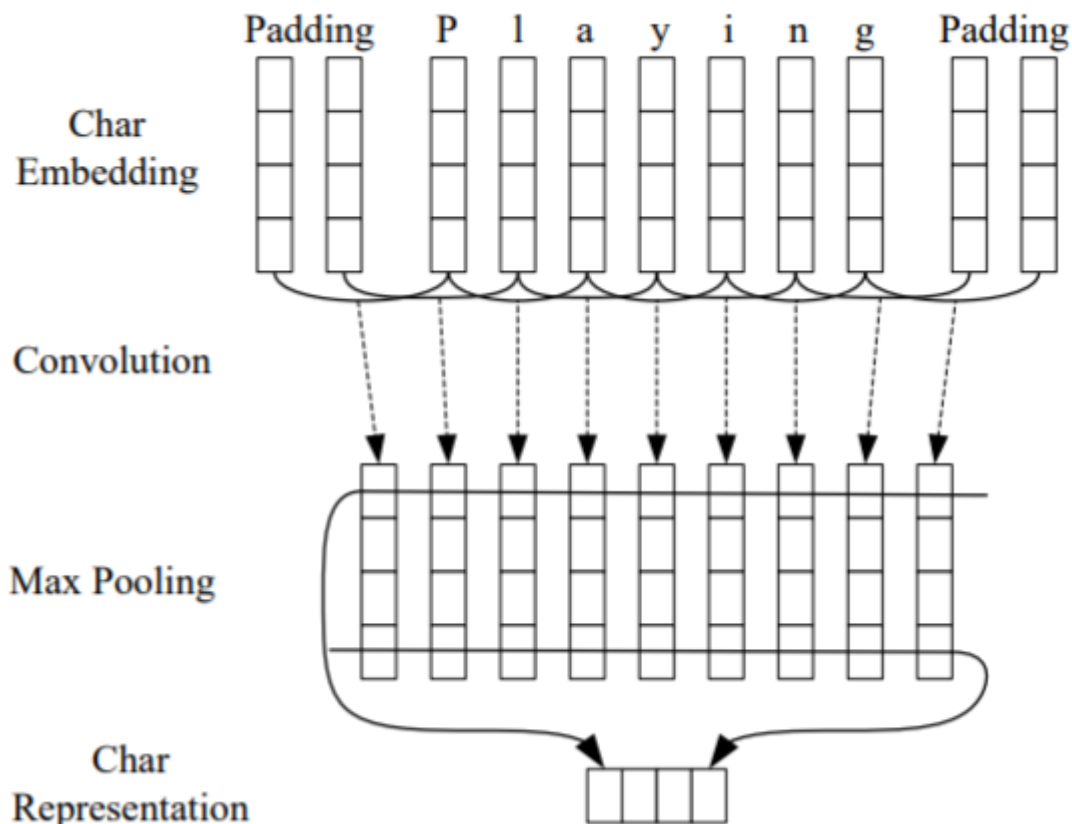 Padding P l a y i n g Padding
Char
Embedding
Convolution
Max Pooling
Char
Representation